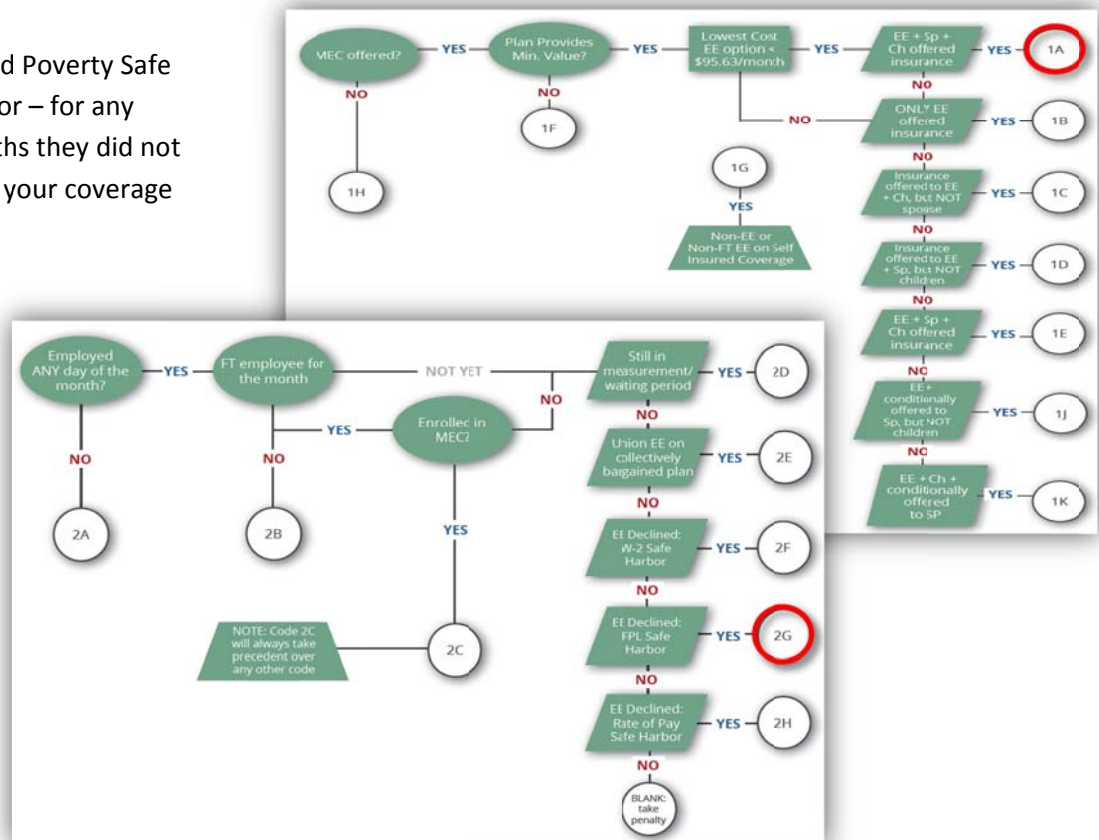 d Poverty Safe
or – for any
ths they did not
your coverage
MEC offered?
YES
Plan Provides
Min. Value?
YES
Lowest Cost
EE option <
$95.63/month
YES
EE + Sp +
Ch offered
insurance
YES
1A
NO
NO
NO
1H
1F
NO
ONLY EE
offered
insurance
YES
1B
NO
1G
YES
Non-EE or
Non-FT EE on Self
Insured Coverage
Insurance
offered to EE
+ Ch, but NOT
spouse
YES
1C
NO
Insurance
offered to EE
+ Sp, but NOT
children
YES
1D
NO
EE + Sp +
Ch offered
insurance
YES
1E
NO
EE +
conditionally
offered to
Sp, but NOT
children
YES
1J
NO
EE + Ch +
conditionally
offered
to SP
YES
1K
Employed
ANY day of the
month?
YES
FT employee for
the month
NOT YET
Still in
measurement/
waiting period
YES
2D
NO
YES
Enrolled in
MEC?
NO
NO
NO
2A
2B
YES
2C
NOTE: Code 2C
will always take
precedent over
any other code
Union EE on
collectively
bargained plan
YES
2E
NO
EE Declined:
W-2 Safe
Harbor
YES
2F
NO
EE Declined:
FPL Safe
Harbor
YES
2G
NO
EE Declined:
Rate of Pay
Safe Harbor
YES
2H
NO
BLANK:
take
penalty